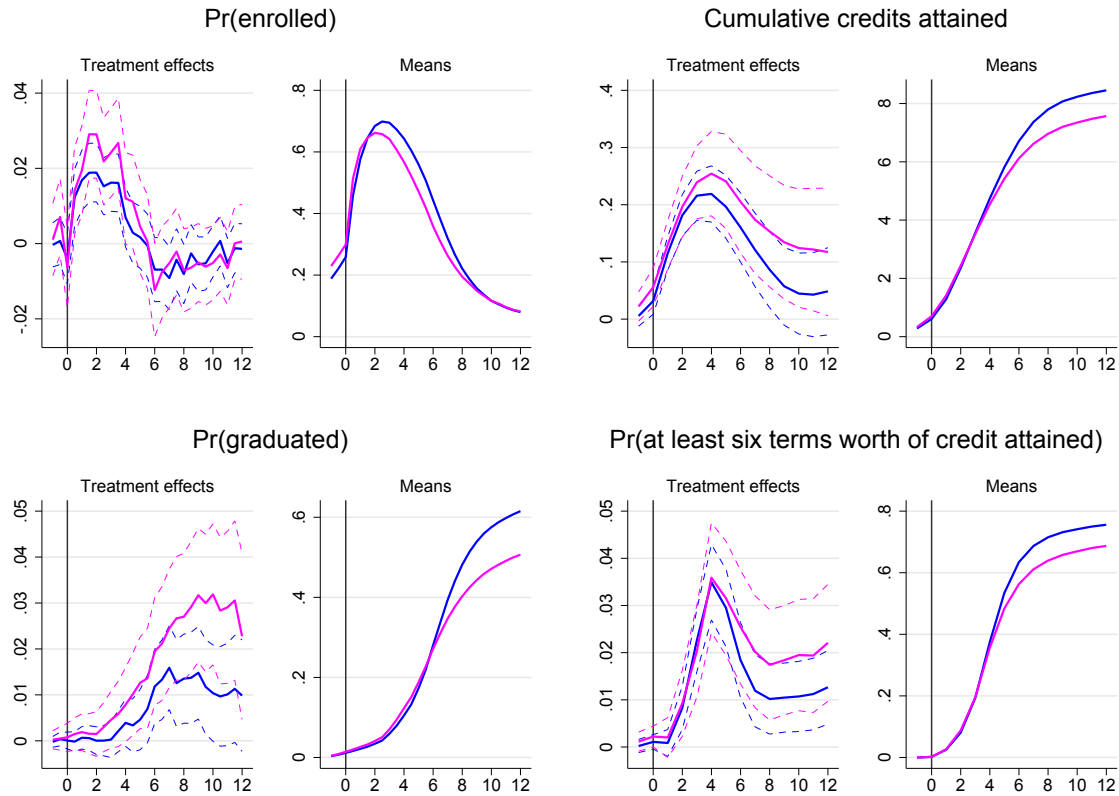 Pr(enrolled)
Treatment effects
.04
.02
0
-.02
0 2 4 6 8 10 12
Means
.8
.6
.4
.2
0
0 2 4 6 8 10 12
Cumulative credits attained
Treatment effects
.4
.3
.2
.1
0
0 2 4 6 8 10 12
Means
8
6
4
2
0
0 2 4 6 8 10 12
Pr(graduated)
Treatment effects
.05
.04
.03
.02
.01
0
0 2 4 6 8 10 12
Means
.6
.4
.2
0
0 2 4 6 8 10 12
Pr(at least six terms worth of credit attained)
Treatment effects
.05
.04
.03
.02
.01
0
0 2 4 6 8 10 12
Means
.8
.6
.4
.2
0
0 2 4 6 8 10 12